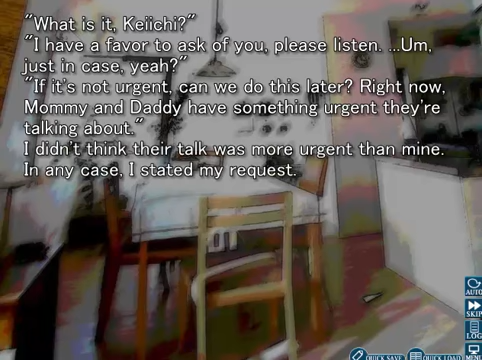 "What is it, Keiichi?"
"I have a favor to ask of you, please listen. ...Um,
just in case, yeah?"
"If it's not urgent, can we do this later? Right now,
Mommy and Daddy have something urgent they're
talking about."
I didn't think their talk was more urgent than mine.
In any case, I stated my request.
AUTO
SKIP
LOG
QUICK SAVE
QUICK LOAD
MENU